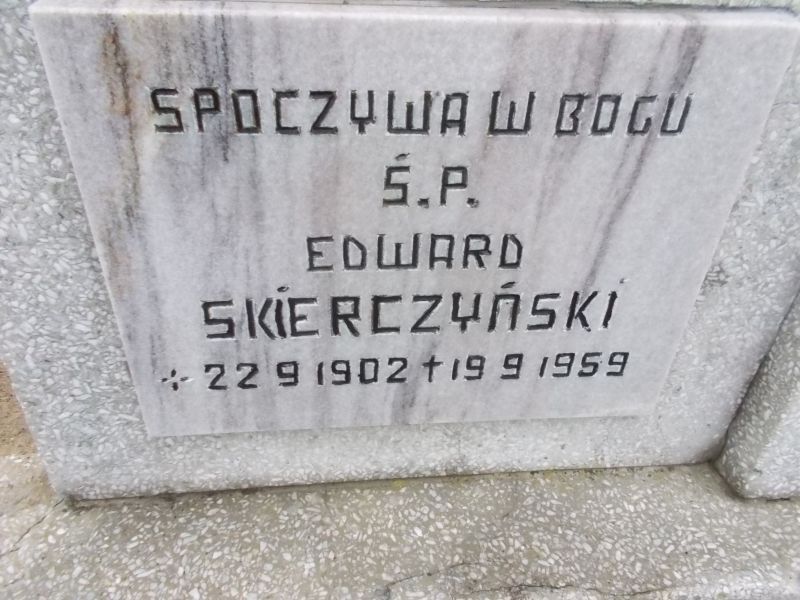 SPOCZYWA W BOGU
Ś.P.
EDWARD
SKIERCZYŃSKI
* 22 9 1902 † 19 9 1959